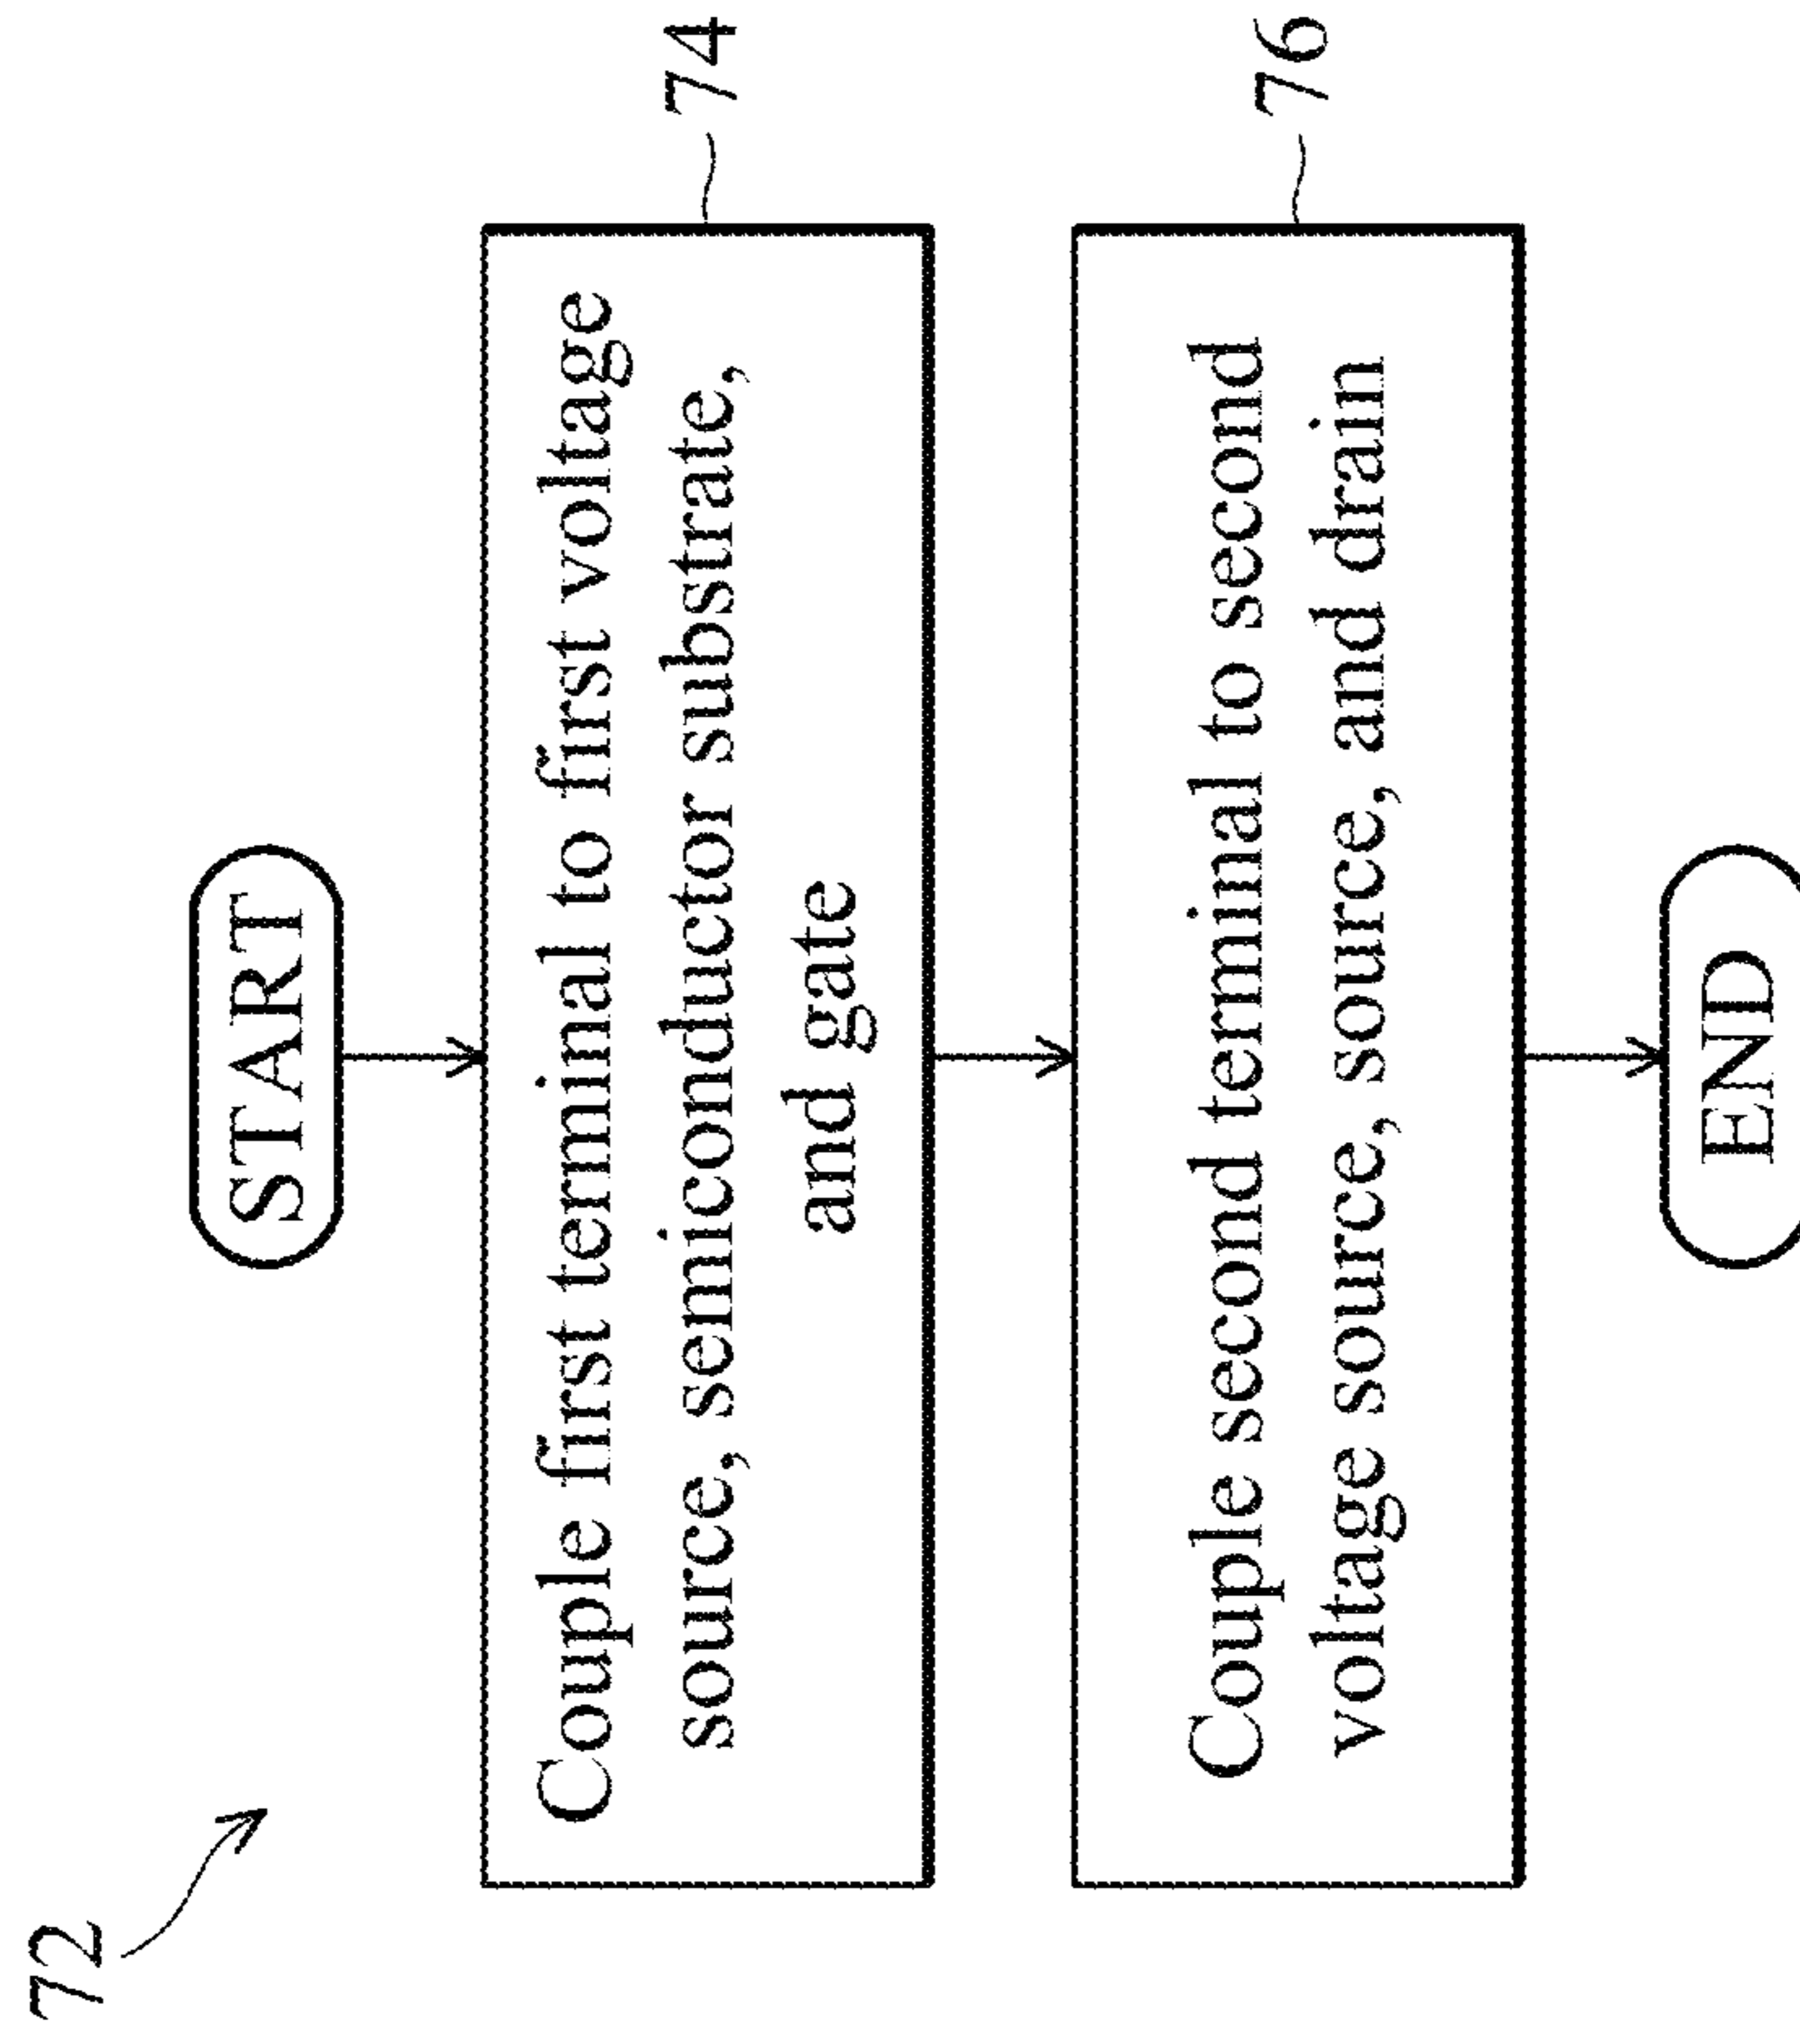 72
START
Couple first terminal to first voltage
source, semiconductor substrate,
and gate
74
Couple second terminal to second
voltage source, source, and drain
76
END